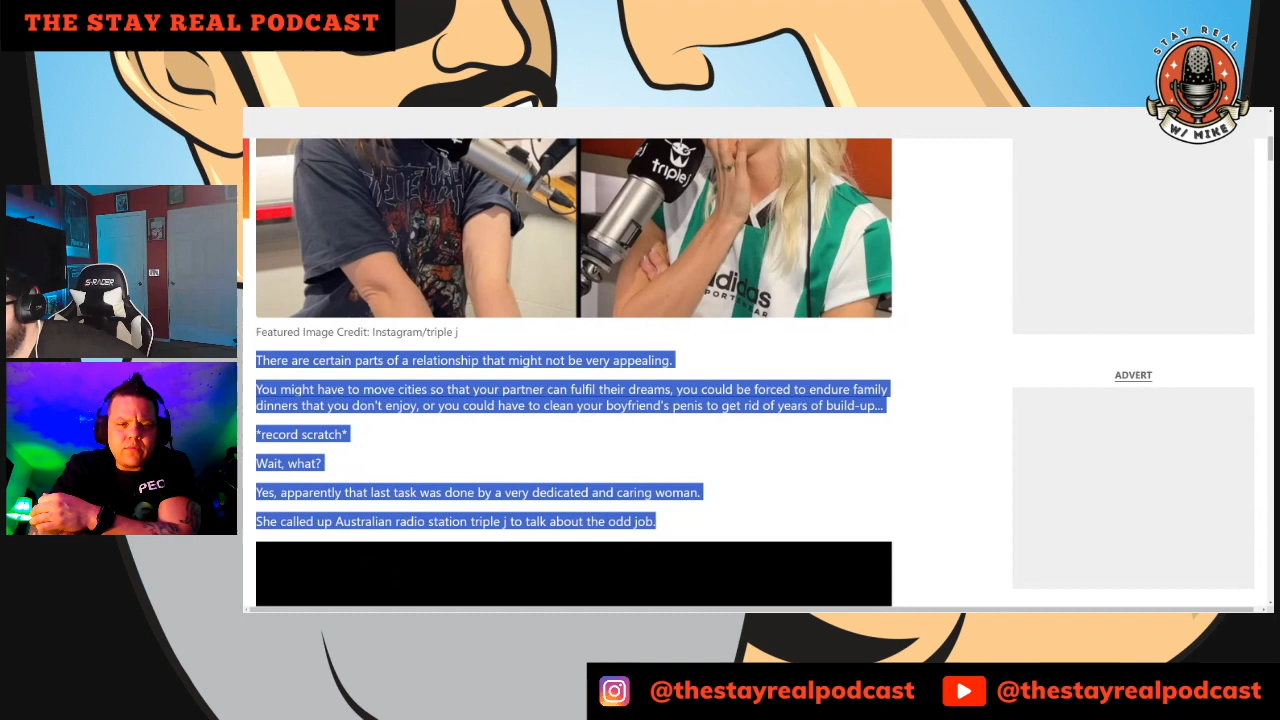 THE STAY REAL PODCAST
STAY REAL
W/ MIKE
triple j
adidas
SPORTSWEAR
S-RACER
PEO
Featured Image Credit: Instagram/triple j
There are certain parts of a relationship that might not be very appealing.
You might have to move cities so that your partner can fulfil their dreams, you could be forced to endure family
dinners that you don't enjoy, or you could have to clean your boyfriend's penis to get rid of years of build-up...
*record scratch*
Wait, what?
Yes, apparently that last task was done by a very dedicated and caring woman.
She called up Australian radio station triple j to talk about the odd job.
ADVERT
@thestayrealpodcast
@thestayrealpodcast